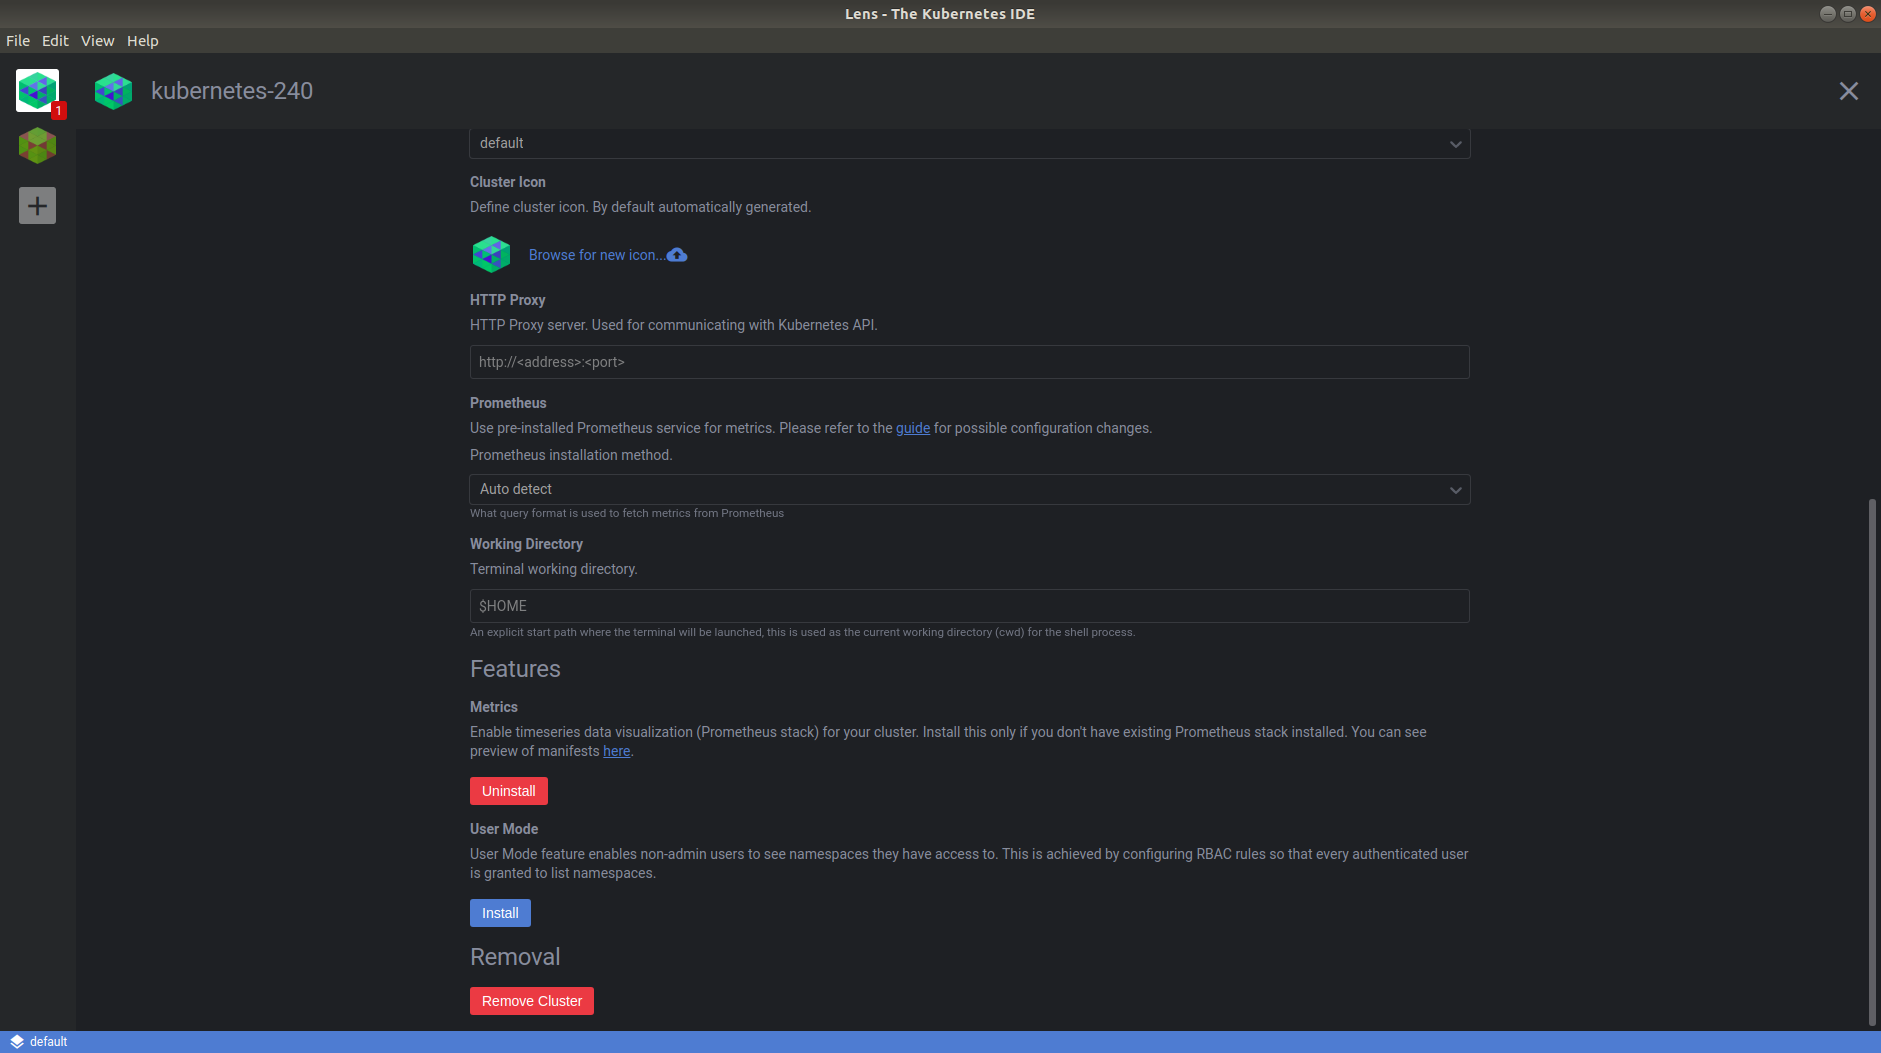 Lens - The Kubernetes IDE
File Edit View Help
1
kubernetes-240
default
Cluster Icon
Define cluster icon. By default automatically generated.
Browse for new icon...
HTTP Proxy
HTTP Proxy server. Used for communicating with Kubernetes API.
http://<address>:<port>
Prometheus
Use pre-installed Prometheus service for metrics. Please refer to the guide for possible configuration changes.
Prometheus installation method.
Auto detect
What query format is used to fetch metrics from Prometheus
Working Directory
Terminal working directory.
$HOME
An explicit start path where the terminal will be launched, this is used as the current working directory (cwd) for the shell process.
Features
Metrics
Enable timeseries data visualization (Prometheus stack) for your cluster. Install this only if you don't have existing Prometheus stack installed. You can see
preview of manifests here.
Uninstall
User Mode
User Mode feature enables non-admin users to see namespaces they have access to. This is achieved by configuring RBAC rules so that every authenticated user
is granted to list namespaces.
Install
Removal
Remove Cluster
default